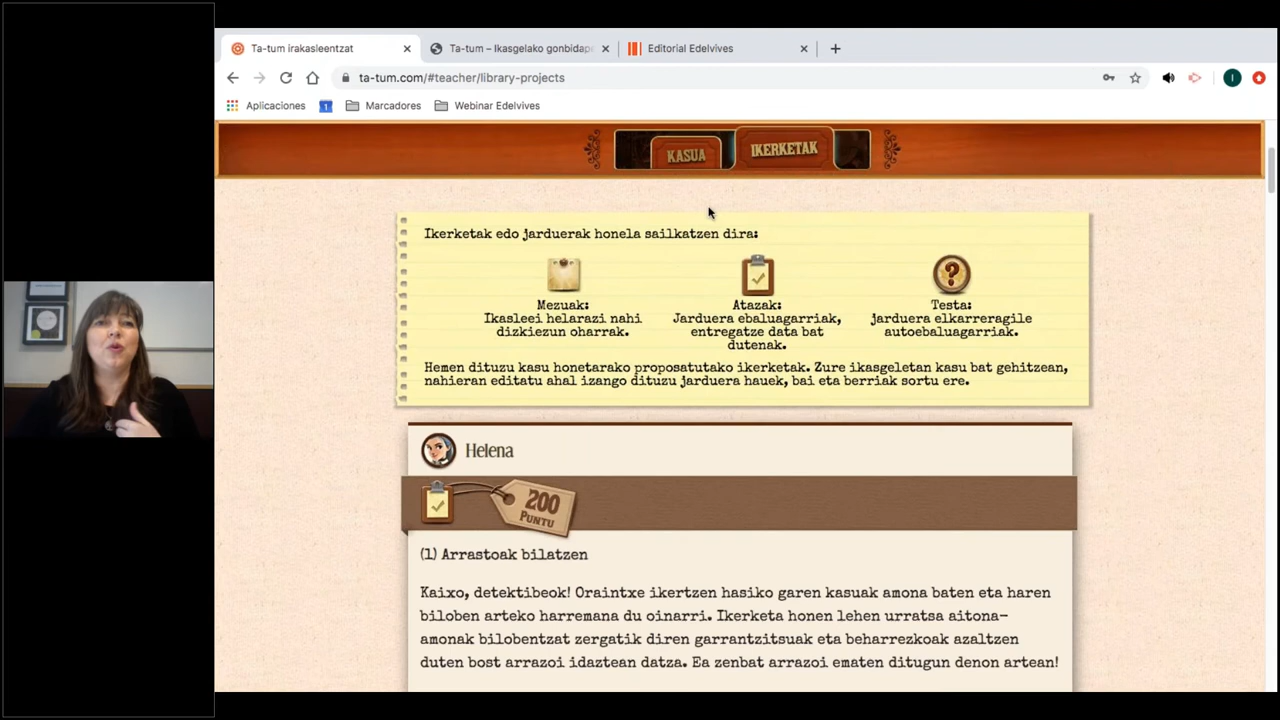 Ta-tum irakasleentzat
Ta-tum – Ikasgelako gonbidape
Editorial Edelvives
ta-tum.com/#teacher/library-projects
Aplicaciones
Marcadores
Webinar Edelvives
KASUA
IKERKETAK
Ikerketak edo jarduerak honela sailkatzen dira:
Mezuak:
Ikasleei helarazi nahi
dizkiezun oharrak.
Atazak:
Jarduera ebaluagarriak,
entregatze data bat
dutenak.
Testa:
jarduera elkarreragile
autoebaluagarriak.
Hemen dituzu kasu honetarako proposatutako ikerketak. Zure ikasgeletan kasu bat gehitzean,
nahieran editatu ahal izango dituzu jarduera hauek, bai eta berriak sortu ere.
Helena
200
PUNTU
(1) Arrastoak bilatzen
Kaixo, detektibeok! Oraintxe ikertzen hasiko garen kasuak amona baten eta haren
biloben arteko harremana du oinarri. Ikerketa honen lehen urratsa aitona-
amonak bilobentzat zergatik diren garrantzitsuak eta beharrezkoak azaltzen
duten bost arrazoi idaztean datza. Ea zenbat arrazoi ematen ditugun denon artean!